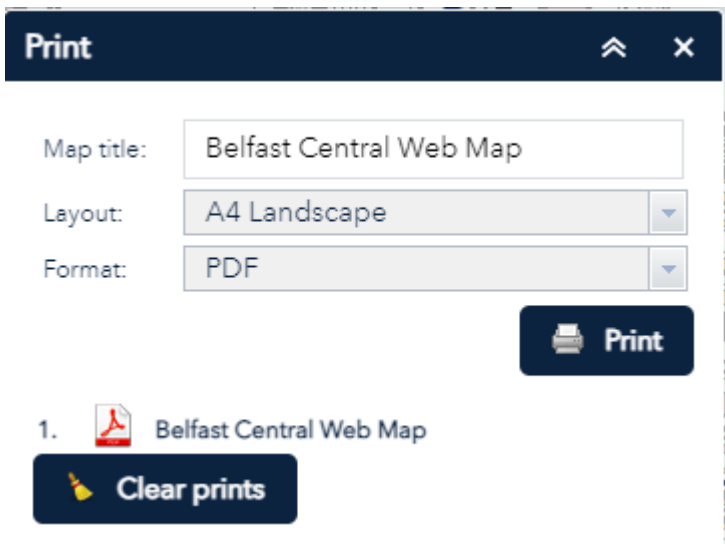 Print
Map title: Belfast Central Web Map
Layout: A4 Landscape
Format: PDF
Print
1. PDF Belfast Central Web Map
Clear prints